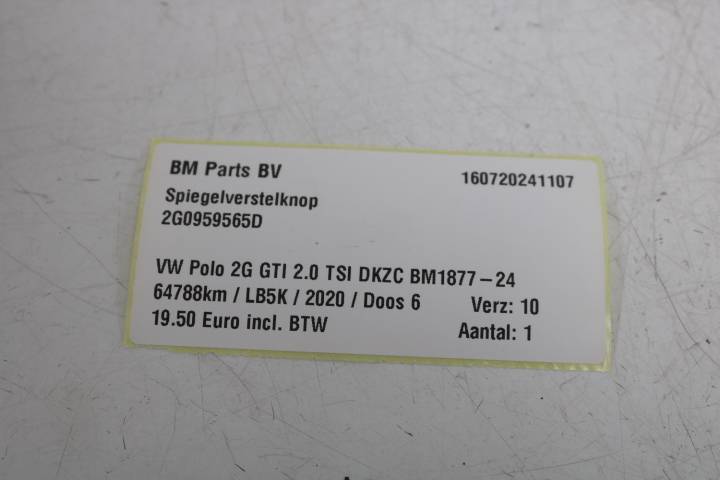 BM Parts BV 160720241107
Spiegelverstelknop
2G0959565D
VW Polo 2G GTI 2.0 TSI DKZC BM1877-24
64788km / LB5K / 2020 / Doos 6 Verz: 10
19.50 Euro incl. BTW Aantal: 1